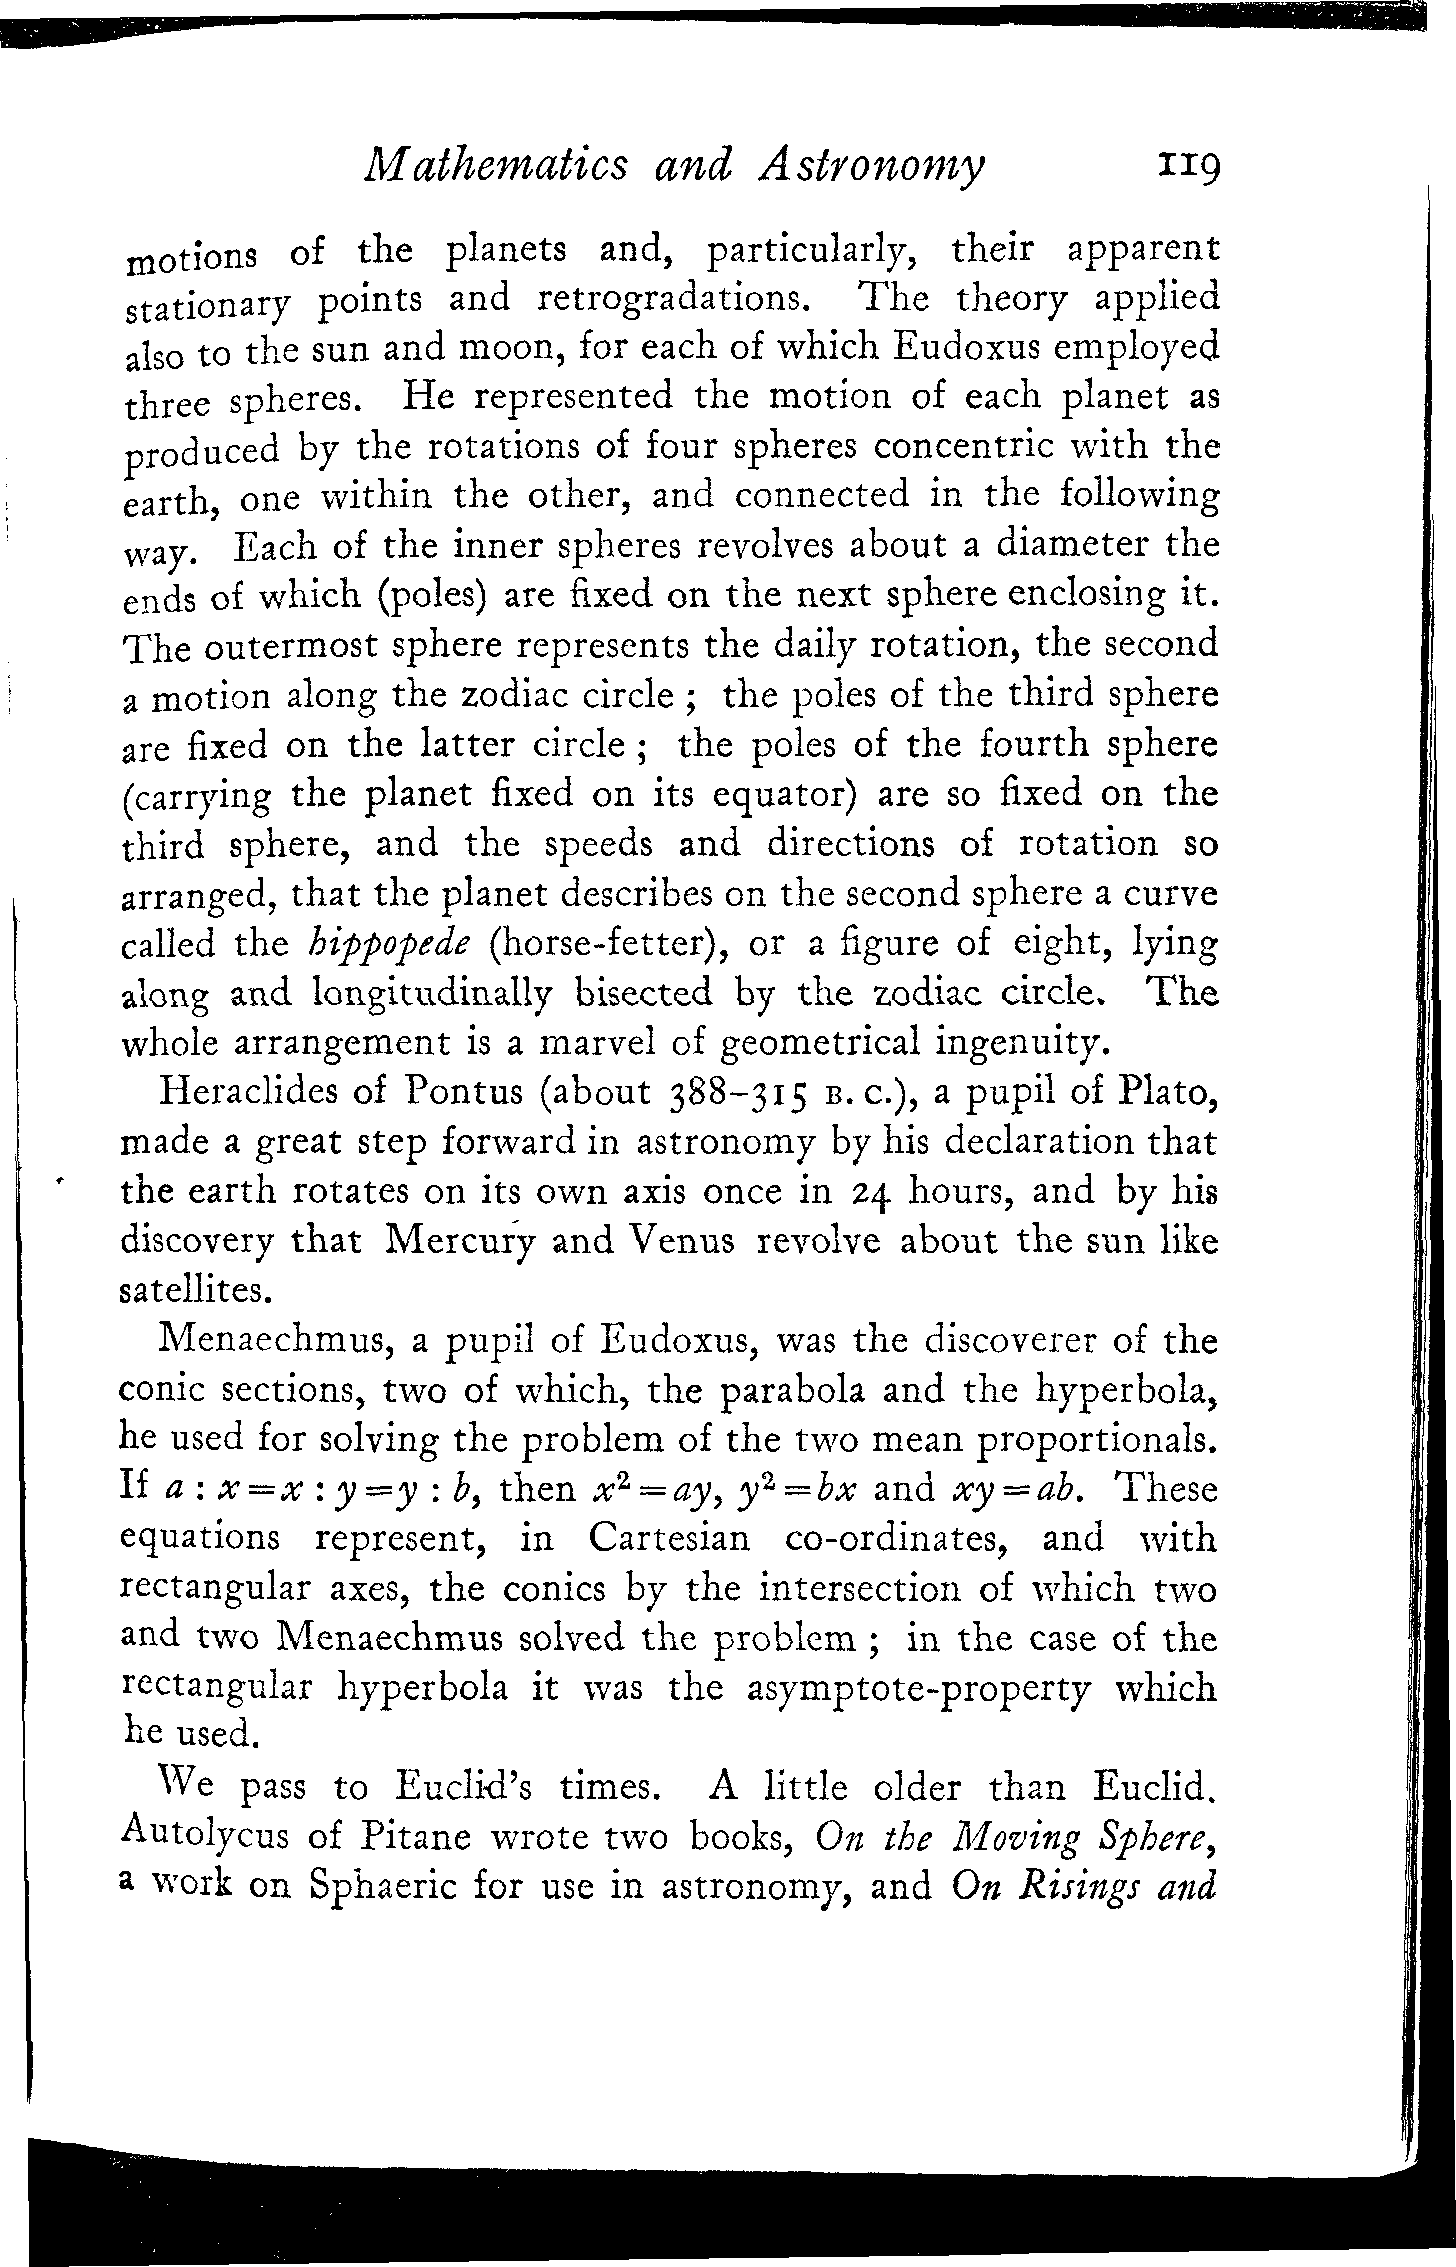 Mathematics and Astronomy 119
motions of the planets and, particularly, their apparent
stationary points and retrogradations. The theory applied
also to the sun and moon, for each of which Eudoxus employed
three spheres. He represented the motion of each planet as
produced by the rotations of four spheres concentric with the
earth, one within the other, and connected in the following
way. Each of the inner spheres revolves about a diameter the
ends of which (poles) are fixed on the next sphere enclosing it.
The outermost sphere represents the daily rotation, the second
a motion along the zodiac circle ; the poles of the third sphere
are fixed on the latter circle ; the poles of the fourth sphere
(carrying the planet fixed on its equator) are so fixed on the
third sphere, and the speeds and directions of rotation so
arranged, that the planet describes on the second sphere a curve
called the hippopede (horse-fetter), or a figure of eight, lying
along and longitudinally bisected by the zodiac circle. The
whole arrangement is a marvel of geometrical ingenuity.
Heraclides of Pontus (about 388–315 B.C.), a pupil of Plato,
made a great step forward in astronomy by his declaration that
the earth rotates on its own axis once in 24 hours, and by his
discovery that Mercury and Venus revolve about the sun like
satellites.
Menaechmus, a pupil of Eudoxus, was the discoverer of the
conic sections, two of which, the parabola and the hyperbola,
he used for solving the problem of the two mean proportionals.
If a : x=x : y=y : b, then x²=ay, y²=bx and xy=ab. These
equations represent, in Cartesian co-ordinates, and with
rectangular axes, the conics by the intersection of which two
and two Menaechmus solved the problem ; in the case of the
rectangular hyperbola it was the asymptote-property which
he used.
We pass to Euclid's times. A little older than Euclid.
Autolycus of Pitane wrote two books, On the Moving Sphere,
a work on Sphaeric for use in astronomy, and On Risings and